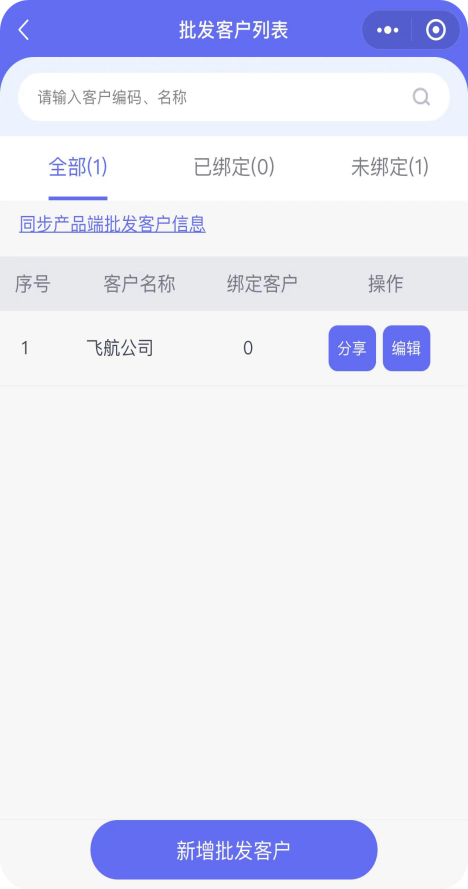 批发客户列表
请输入客户编码、名称
全部(1) 已绑定(0) 未绑定(1)
同步产品端批发客户信息
序号 客户名称 绑定客户 操作
1 飞航公司 0 分享 编辑
新增批发客户